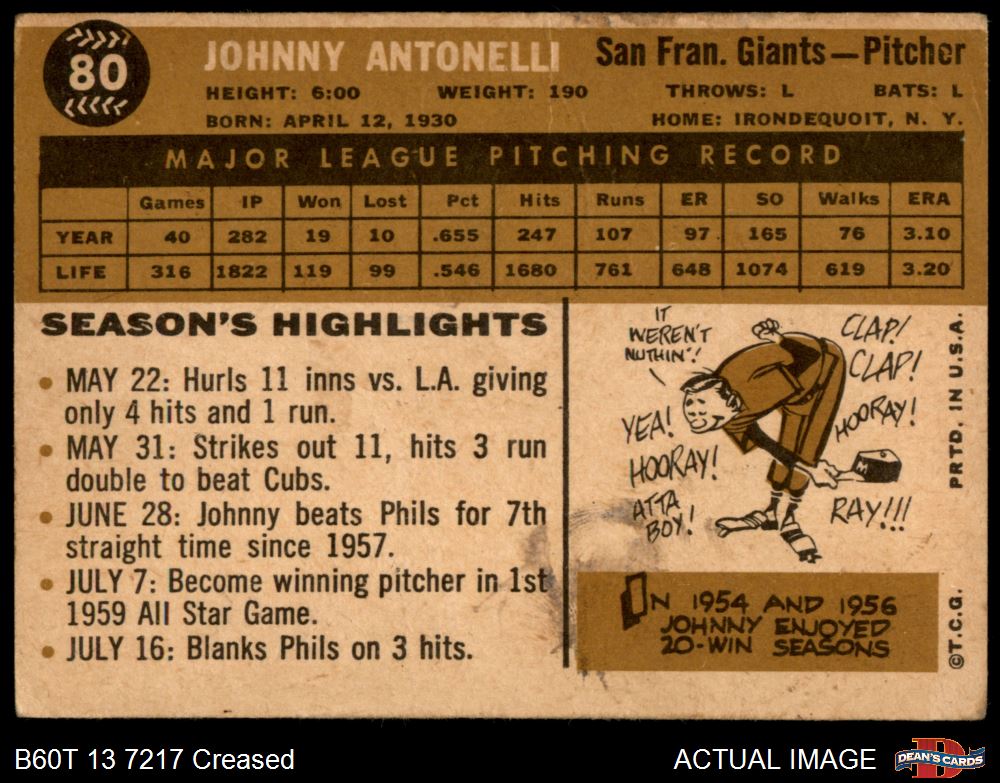 80
JOHNNY ANTONELLI
San Fran. Giants—Pitcher
HEIGHT: 6:00 WEIGHT: 190 THROWS: L BATS: L
BORN: APRIL 12, 1930 HOME: IRONDEQUOIT, N. Y.
MAJOR LEAGUE PITCHING RECORD
Games IP Won Lost Pct Hits Runs ER SO Walks ERA
YEAR 40 282 19 10 .655 247 107 97 165 76 3.10
LIFE 316 1822 119 99 .546 1680 761 648 1074 619 3.20
SEASON'S HIGHLIGHTS
• MAY 22: Hurls 11 inns vs. L.A. giving
only 4 hits and 1 run.
• MAY 31: Strikes out 11, hits 3 run
double to beat Cubs.
• JUNE 28: Johnny beats Phils for 7th
straight time since 1957.
• JULY 7: Become winning pitcher in 1st
1959 All Star Game.
• JULY 16: Blanks Phils on 3 hits.
IT
WEREN'T
NUTHIN'!
CLAP!
CLAP!
YEA!
HOORAY!
HOORAY!
ATTA
BOY!
RAY!!!
IN 1954 AND 1956
JOHNNY ENJOYED
20-WIN SEASONS
PRTD. IN U.S.A.
©T.C.G.
B60T 13 7217 Creased
ACTUAL IMAGE
DEAN'S CARDS